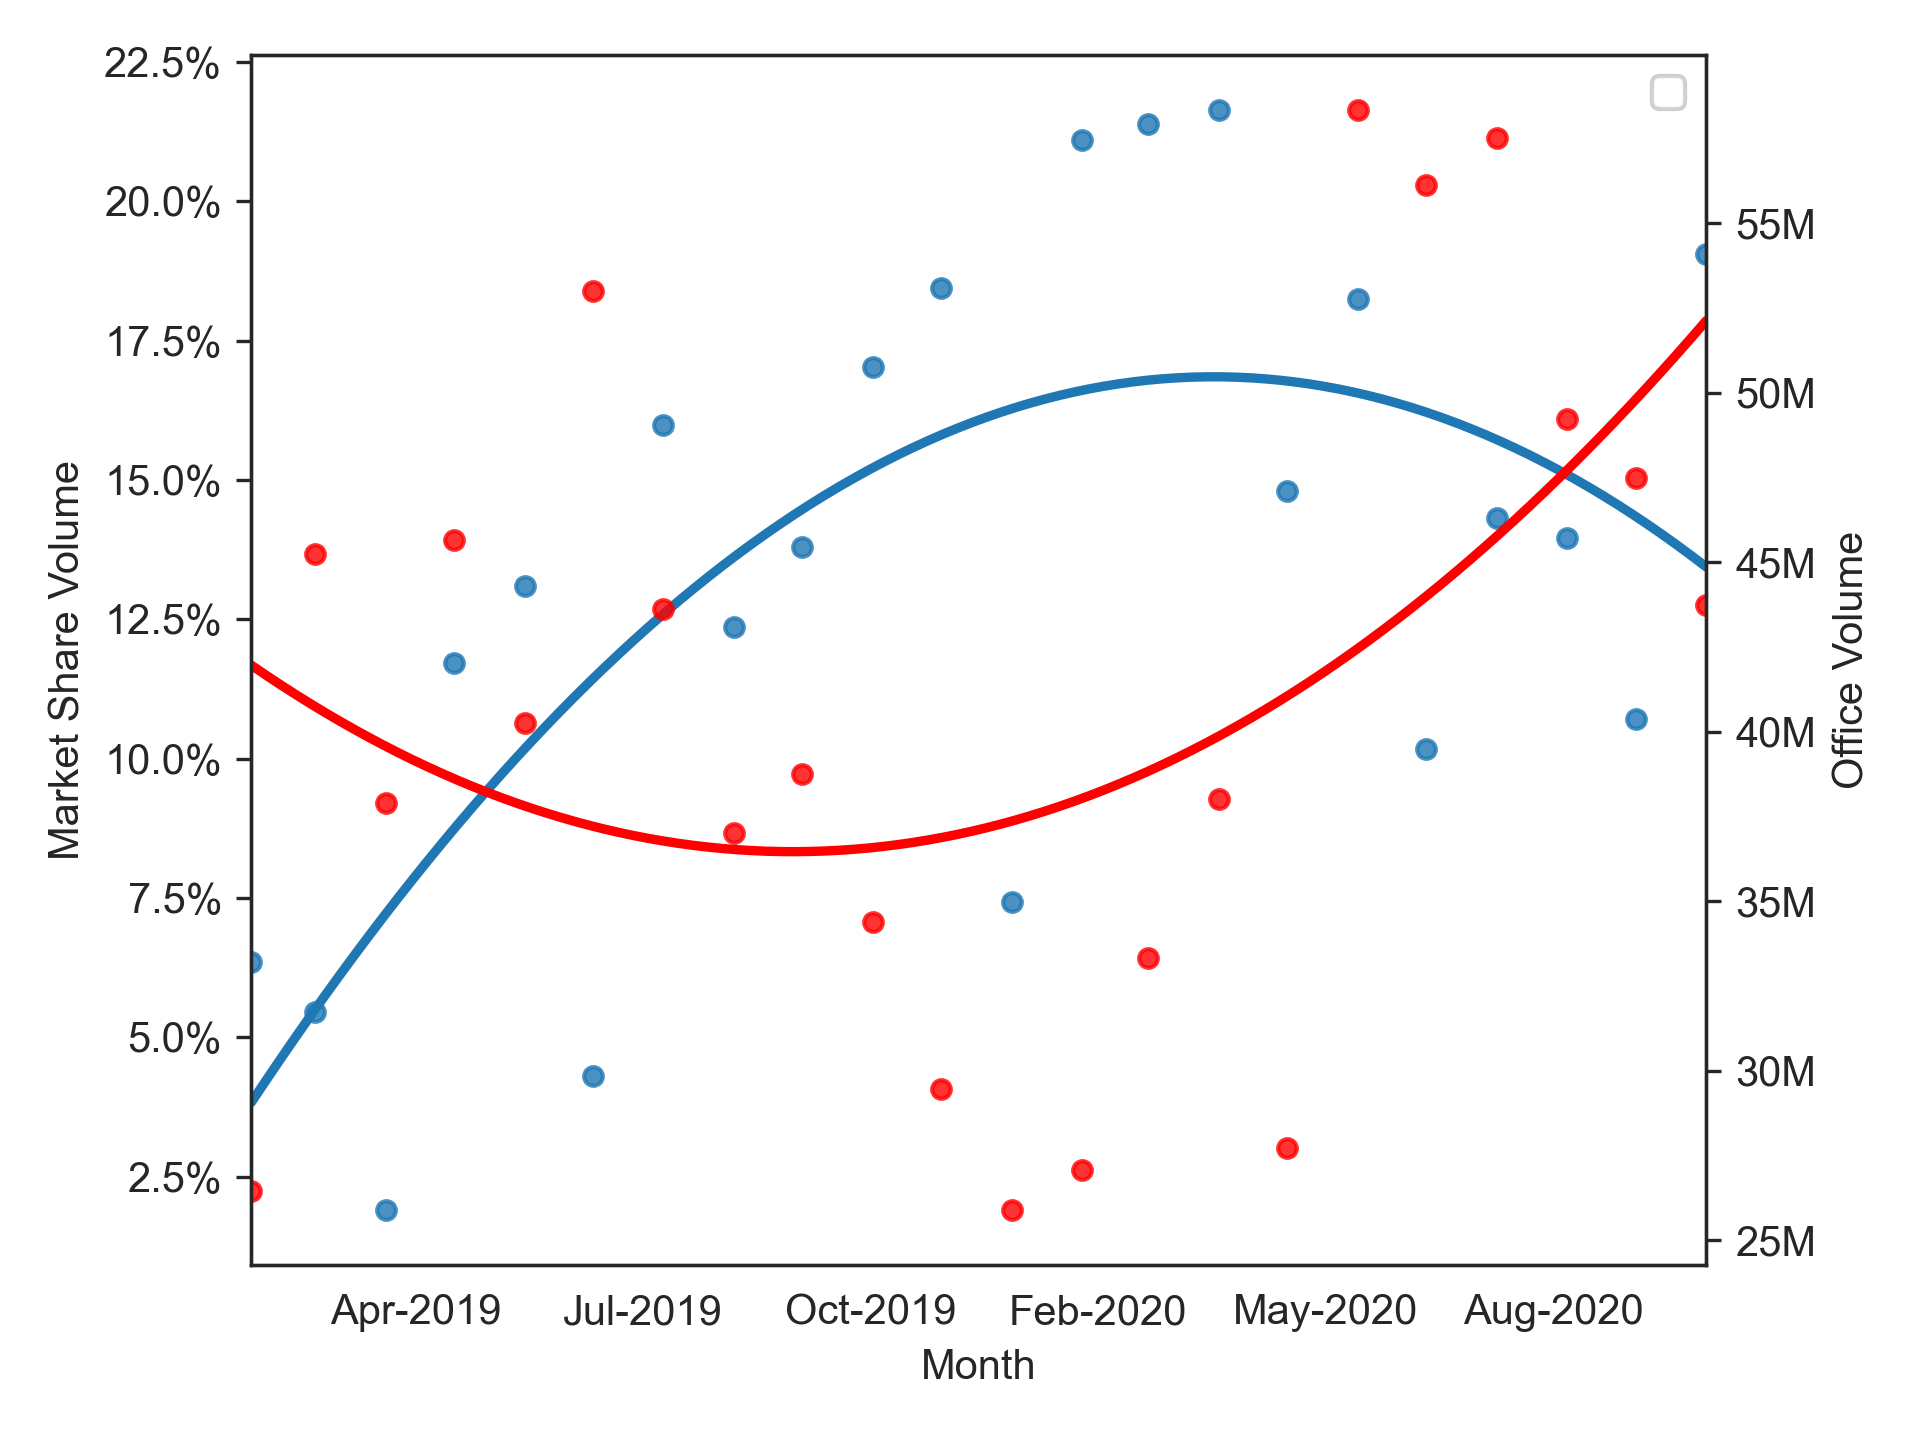 22.5%
20.0%
17.5%
15.0%
12.5%
10.0%
7.5%
5.0%
2.5%
Market Share Volume
55M
50M
45M
40M
35M
30M
25M
Office Volume
Apr-2019 Jul-2019 Oct-2019 Feb-2020 May-2020 Aug-2020
Month